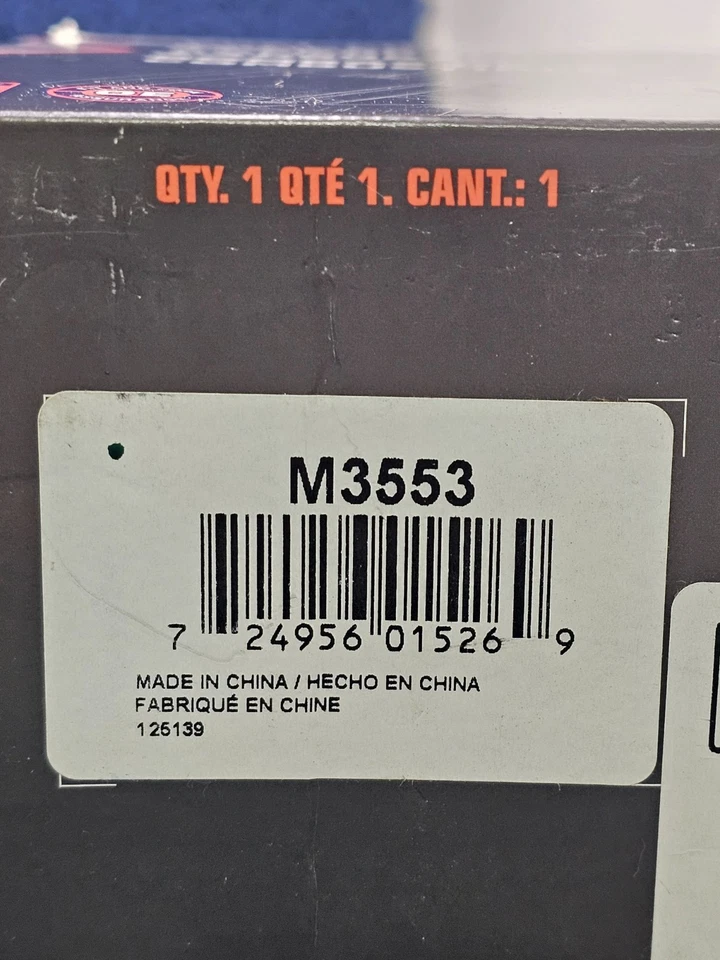 QTY. 1 QTÉ 1. CANT.: 1
M3553
7 24956 01526 9
MADE IN CHINA / HECHO EN CHINA
FABRIQUÉ EN CHINE
125139